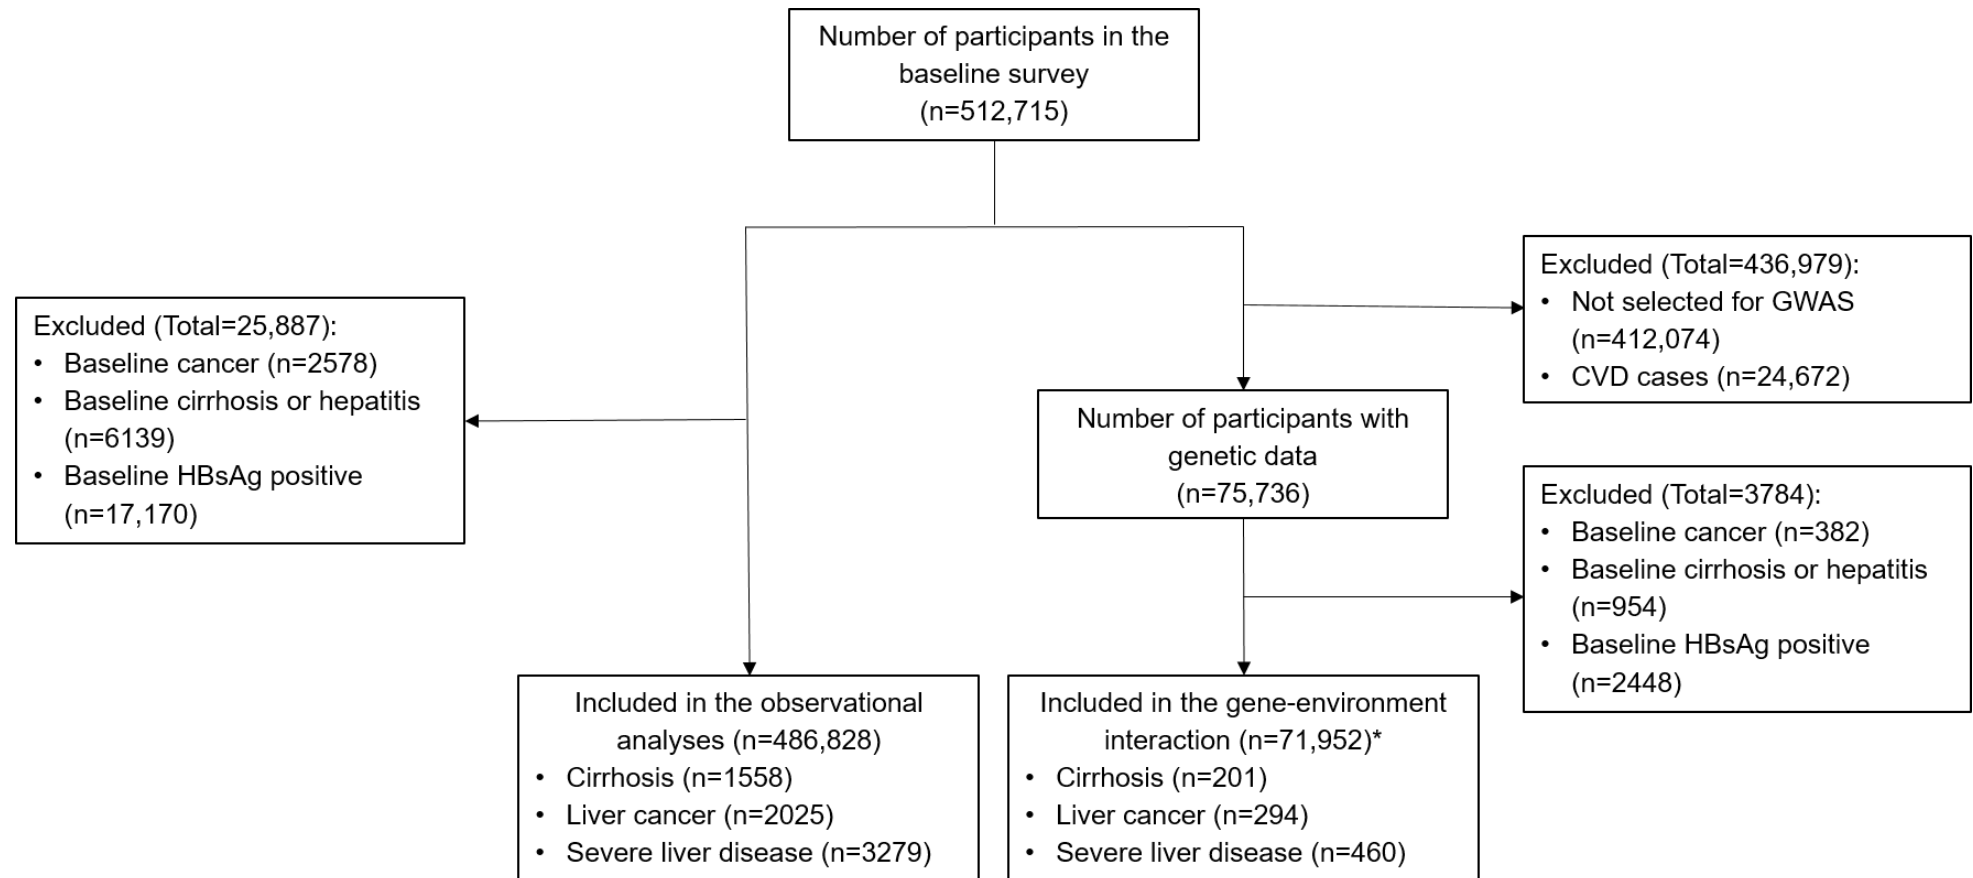 Number of participants in the
baseline survey
(n=512,715)
Excluded (Total=25,887):
• Baseline cancer (n=2578)
• Baseline cirrhosis or hepatitis
(n=6139)
• Baseline HBsAg positive
(n=17,170)
Excluded (Total=436,979):
• Not selected for GWAS
(n=412,074)
• CVD cases (n=24,672)
Number of participants with
genetic data
(n=75,736)
Excluded (Total=3784):
• Baseline cancer (n=382)
• Baseline cirrhosis or hepatitis
(n=954)
• Baseline HBsAg positive
(n=2448)
Included in the observational
analyses (n=486,828)
• Cirrhosis (n=1558)
• Liver cancer (n=2025)
• Severe liver disease (n=3279)
Included in the gene-environment
interaction (n=71,952)*
• Cirrhosis (n=201)
• Liver cancer (n=294)
• Severe liver disease (n=460)